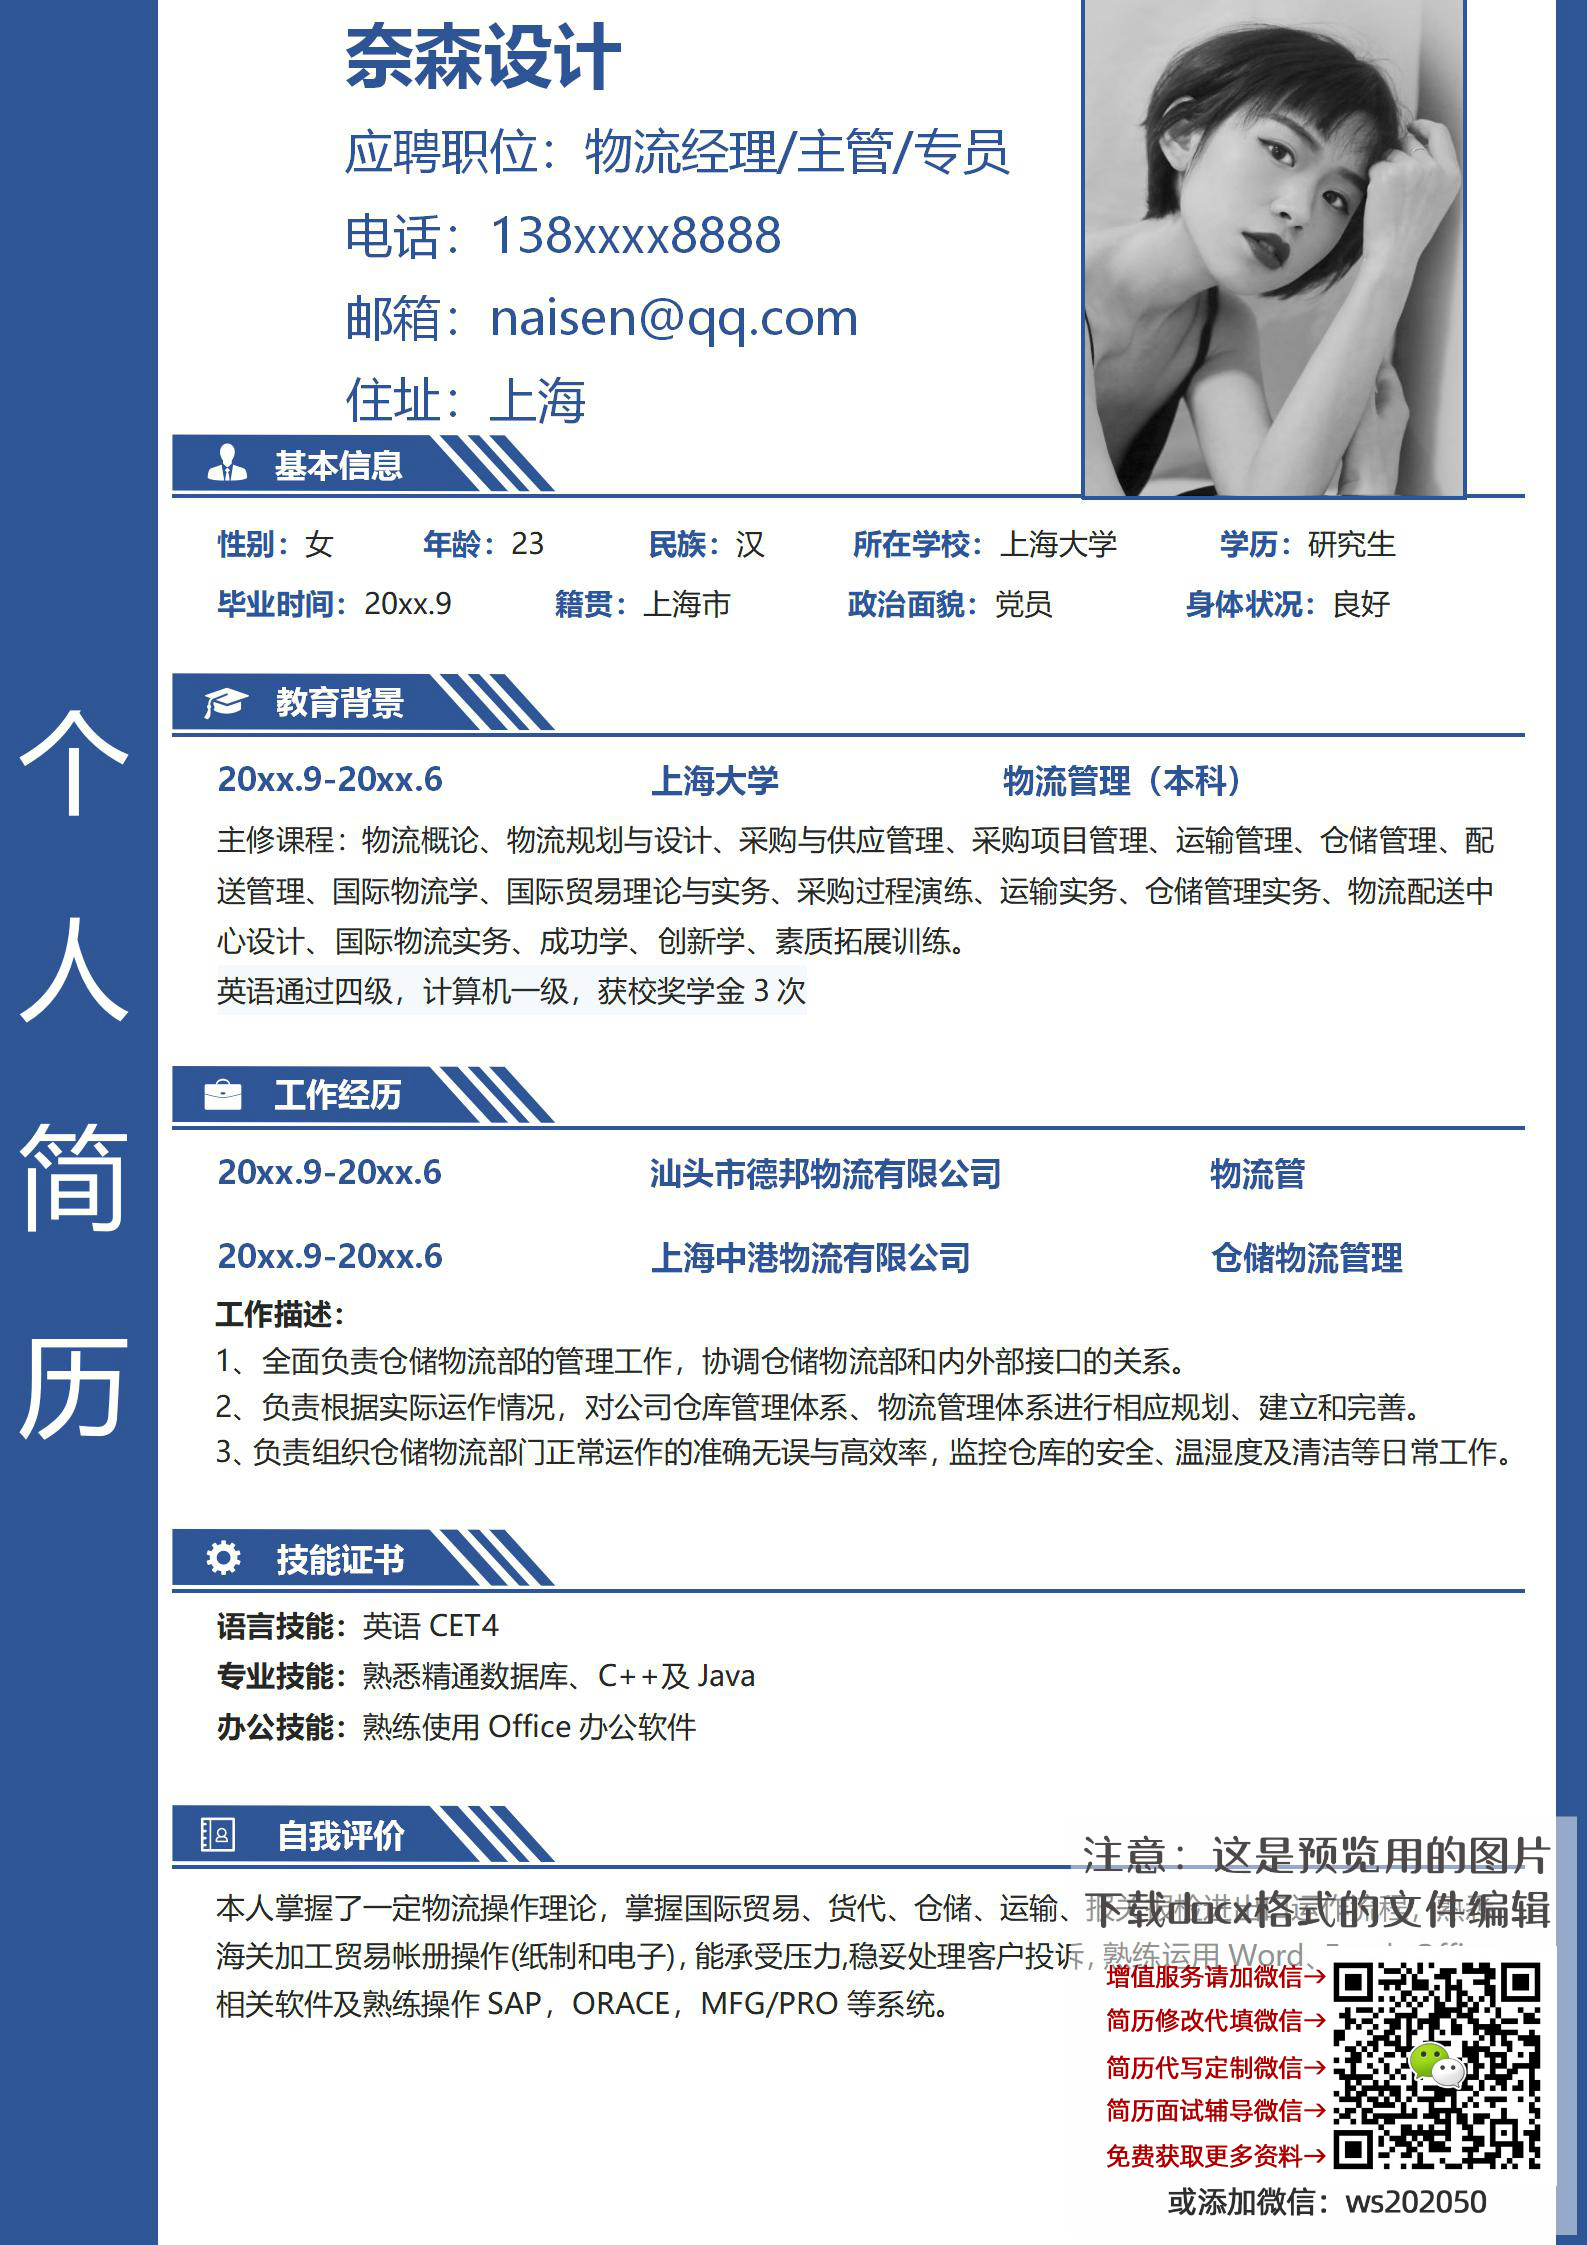 个人简历
奈森设计
应聘职位：物流经理/主管/专员
电话：138xxxx8888
邮箱：naisen@qq.com
住址：上海
基本信息
性别：女 年龄：23 民族：汉 所在学校：上海大学 学历：研究生
毕业时间：20xx.9 籍贯：上海市 政治面貌：党员 身体状况：良好
教育背景
20xx.9-20xx.6 上海大学 物流管理（本科）
主修课程：物流概论、物流规划与设计、采购与供应管理、采购项目管理、运输管理、仓储管理、配
送管理、国际物流学、国际贸易理论与实务、采购过程演练、运输实务、仓储管理实务、物流配送中
心设计、国际物流实务、成功学、创新学、素质拓展训练。
英语通过四级，计算机一级，获校奖学金 3 次
工作经历
20xx.9-20xx.6 汕头市德邦物流有限公司 物流管
20xx.9-20xx.6 上海中港物流有限公司 仓储物流管理
工作描述：
1、全面负责仓储物流部的管理工作，协调仓储物流部和内外部接口的关系。
2、负责根据实际运作情况，对公司仓库管理体系、物流管理体系进行相应规划、建立和完善。
3、负责组织仓储物流部门正常运作的准确无误与高效率，监控仓库的安全、温湿度及清洁等日常工作。
技能证书
语言技能：英语 CET4
专业技能：熟悉精通数据库、C++及 Java
办公技能：熟练使用 Office 办公软件
自我评价
本人掌握了一定物流操作理论，掌握国际贸易、货代、仓储、运输、
海关加工贸易帐册操作(纸制和电子)，能承受压力,稳妥处理客户投诉，熟练运用 Word、
相关软件及熟练操作 SAP，ORACE，MFG/PRO 等系统。
注意：这是预览用的图片
下载docx格式的文件编辑
增值服务请加微信→
简历修改代填微信→
简历代写定制微信→
简历面试辅导微信→
免费获取更多资料→
或添加微信：ws202050